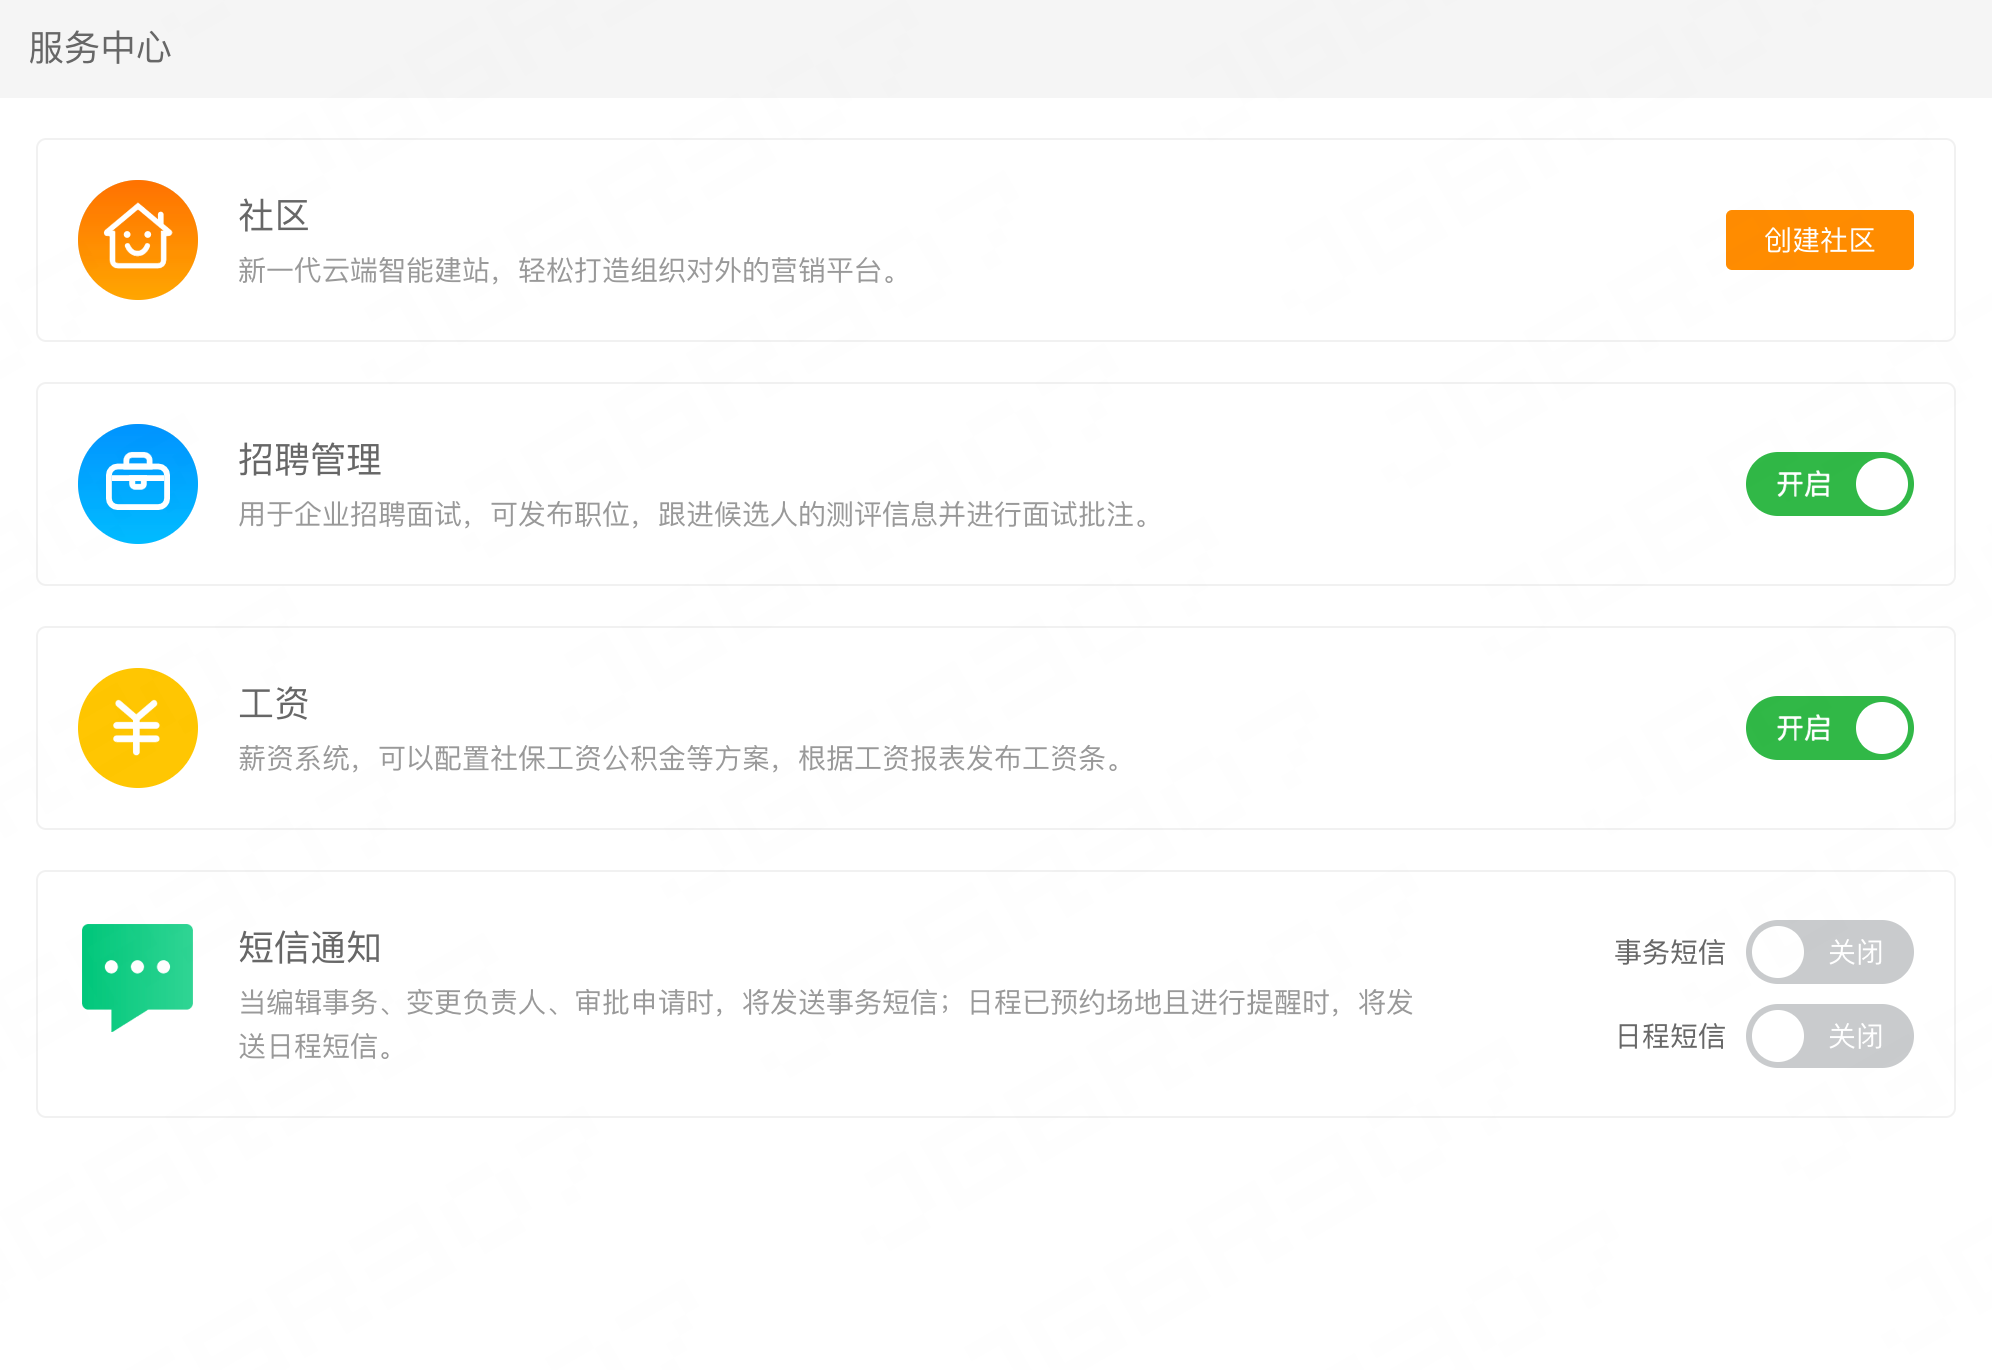 服务中心
社区
新一代云端智能建站，轻松打造组织对外的营销平台。
创建社区
招聘管理
用于企业招聘面试，可发布职位，跟进候选人的测评信息并进行面试批注。
开启
工资
薪资系统，可以配置社保工资公积金等方案，根据工资报表发布工资条。
开启
短信通知
当编辑事务、变更负责人、审批申请时，将发送事务短信；日程已预约场地且进行提醒时，将发
送日程短信。
事务短信 关闭
日程短信 关闭